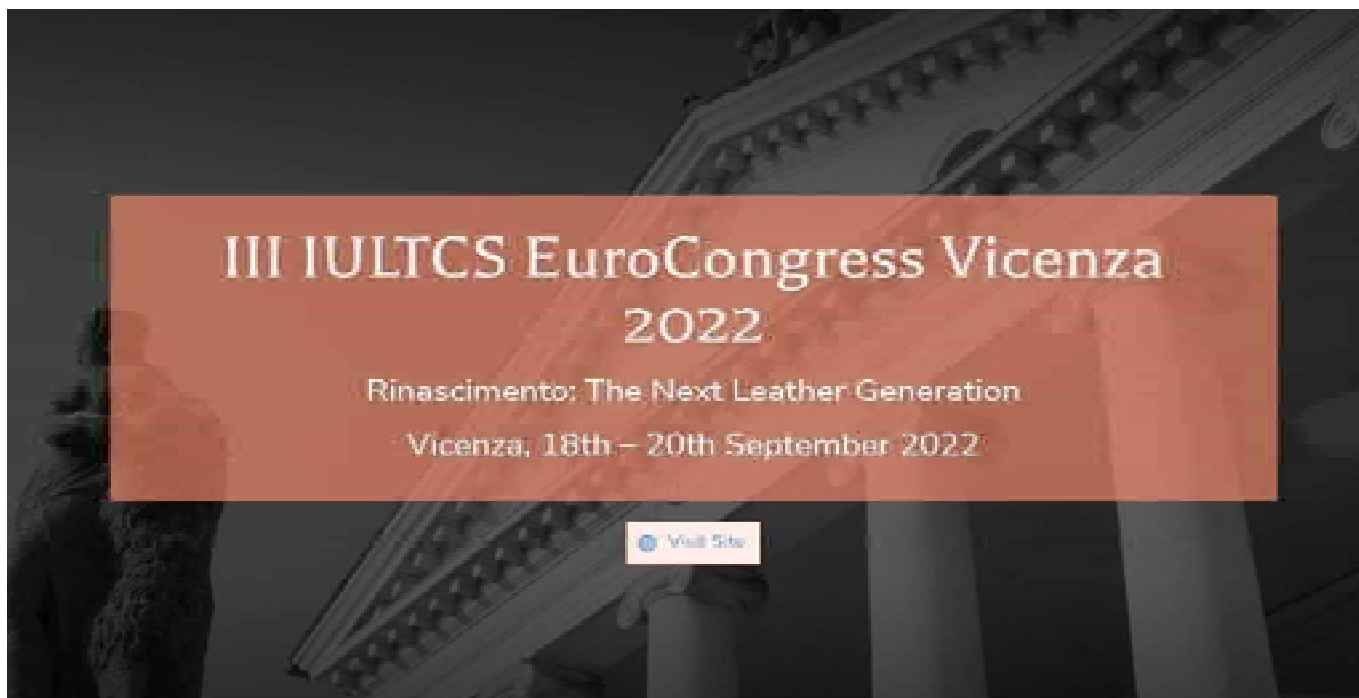 III IULTCS EuroCongress Vicenza
2022
Rinascimento: The Next Leather Generation
Vicenza, 18th – 20th September 2022
Visit Site